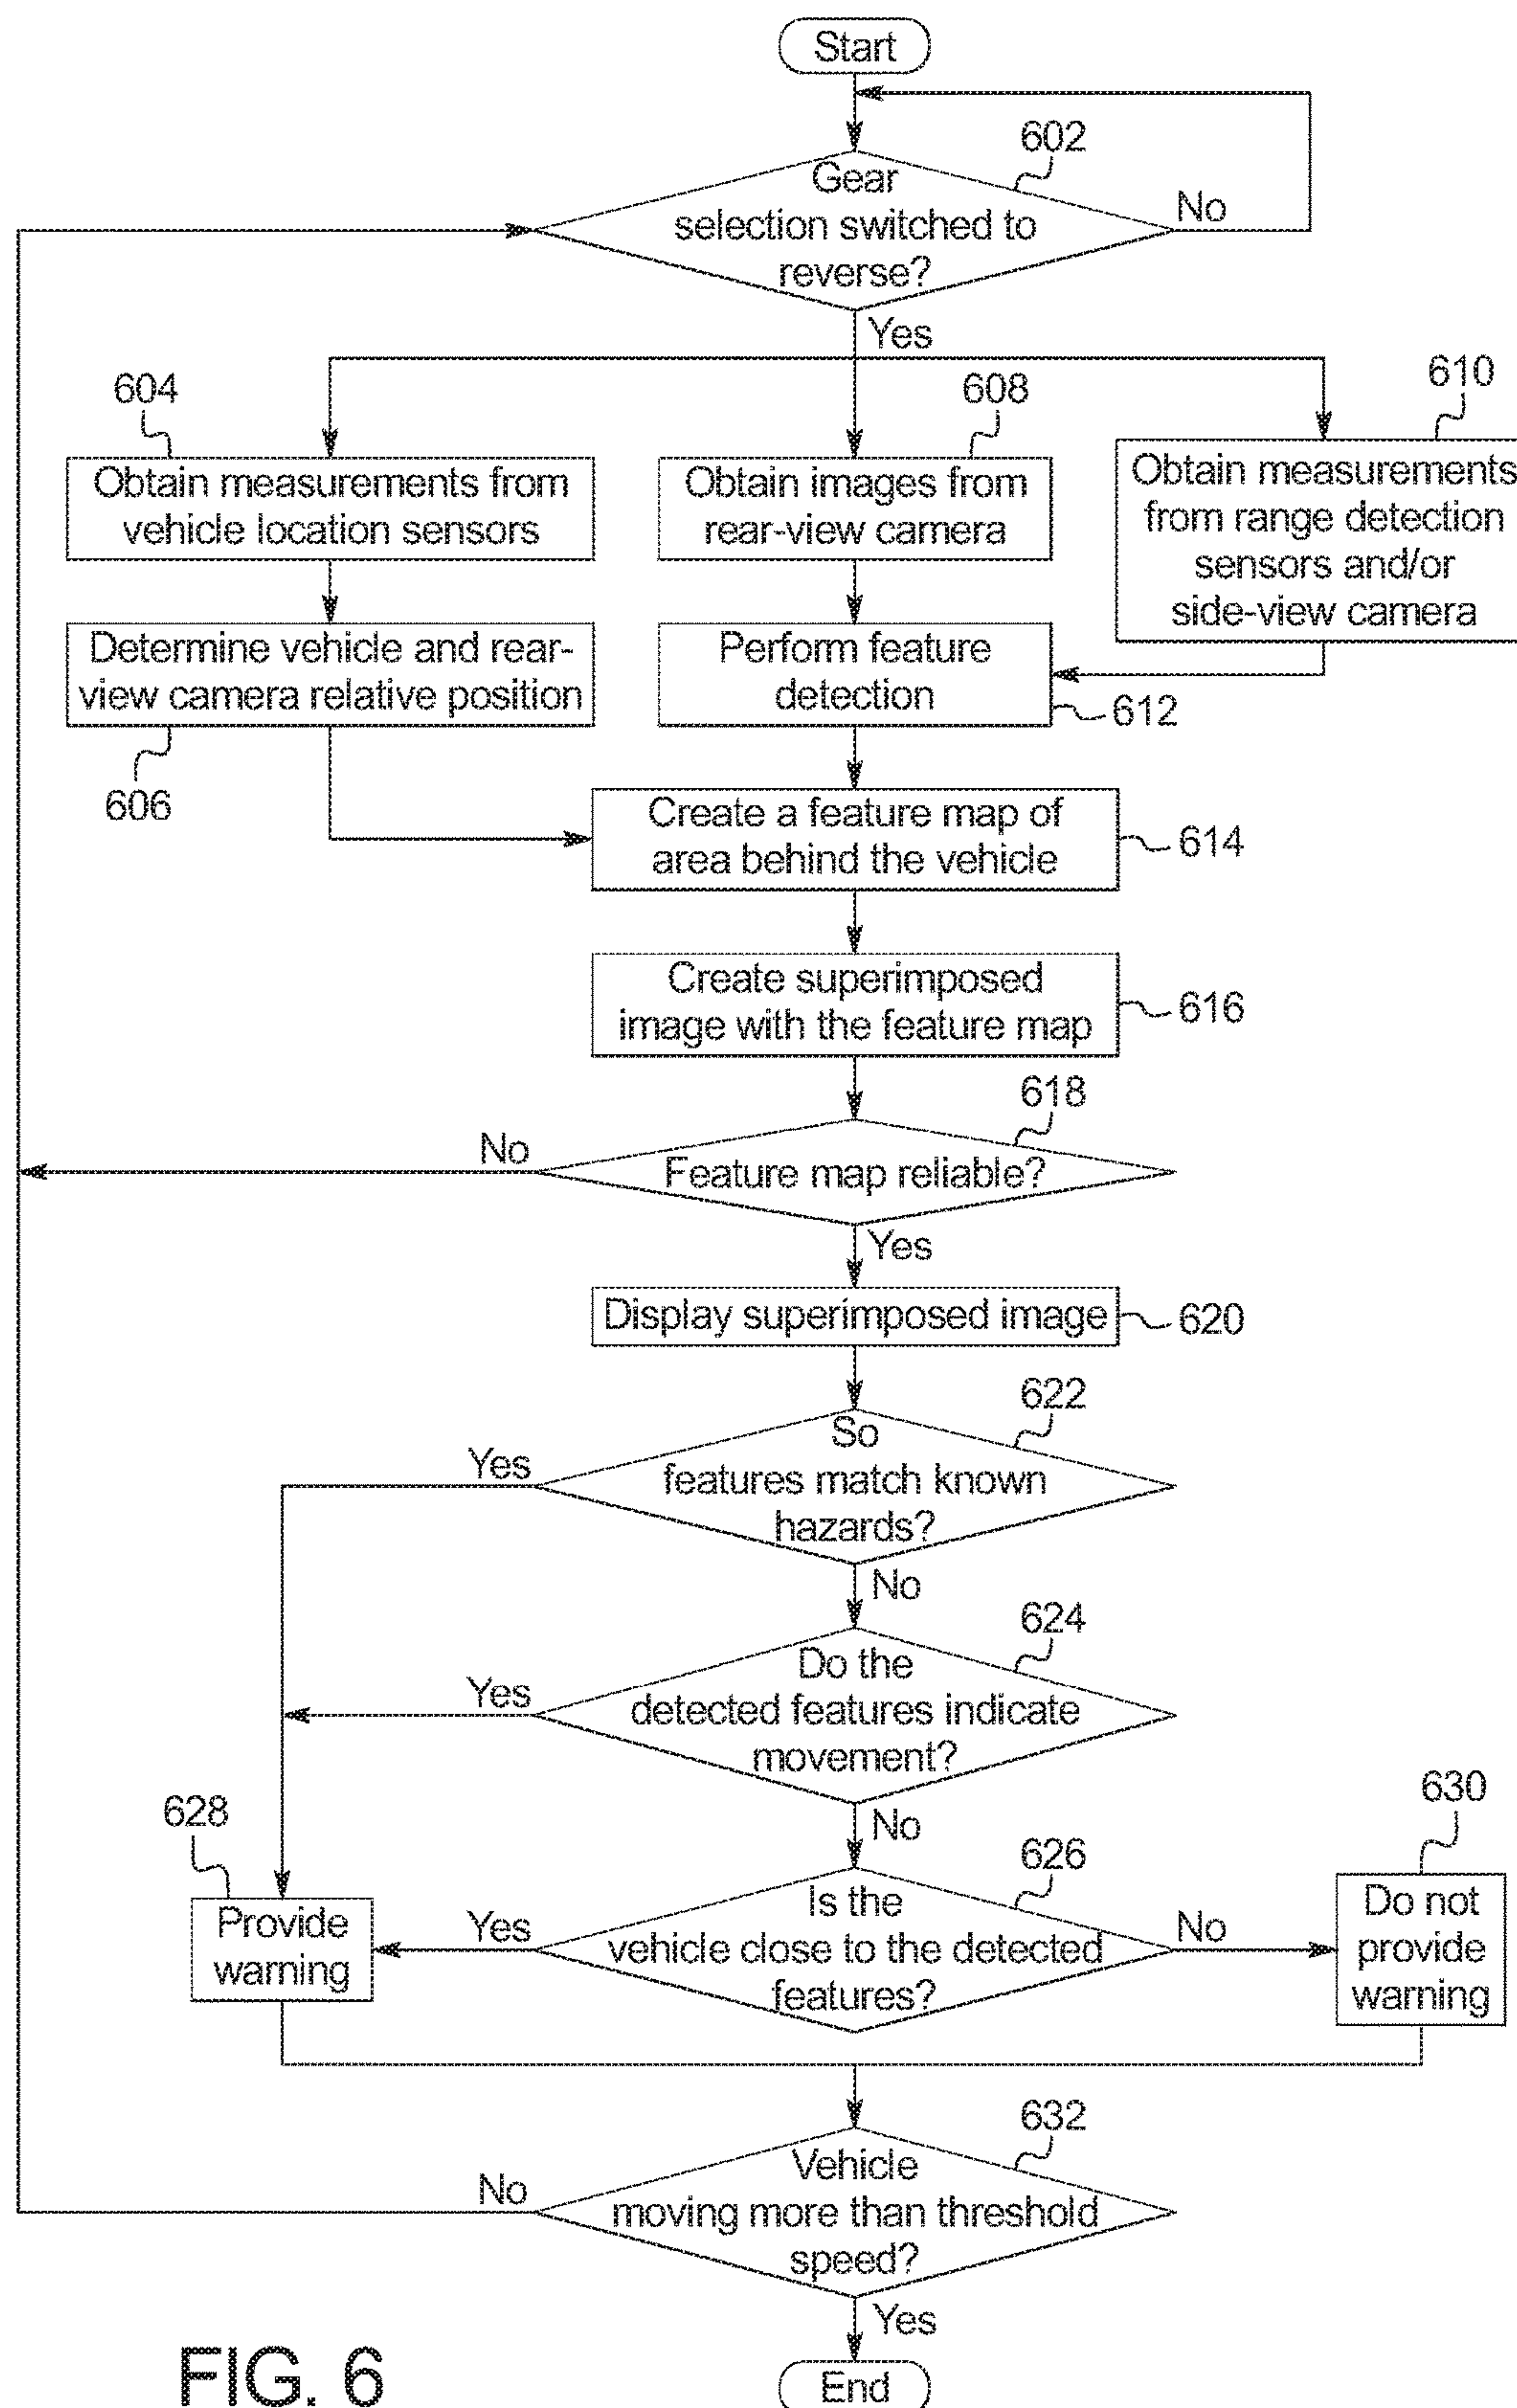 Start
602
Gear
selection switched to
reverse?
No
Yes
604
608
610
Obtain measurements from
vehicle location sensors
Obtain images from
rear-view camera
Obtain measurements
from range detection
sensors and/or
side-view camera
Determine vehicle and rear-
view camera relative position
Perform feature
detection
612
606
Create a feature map of
area behind the vehicle
614
Create superimposed
image with the feature map
616
618
No
Feature map reliable?
Yes
Display superimposed image
620
622
So
features match known
hazards?
Yes
No
624
Do the
detected features indicate
movement?
Yes
No
628
626
630
Provide
warning
Yes
Is the
vehicle close to the detected
features?
No
Do not
provide
warning
632
Vehicle
moving more than threshold
speed?
No
Yes
End
FIG. 6